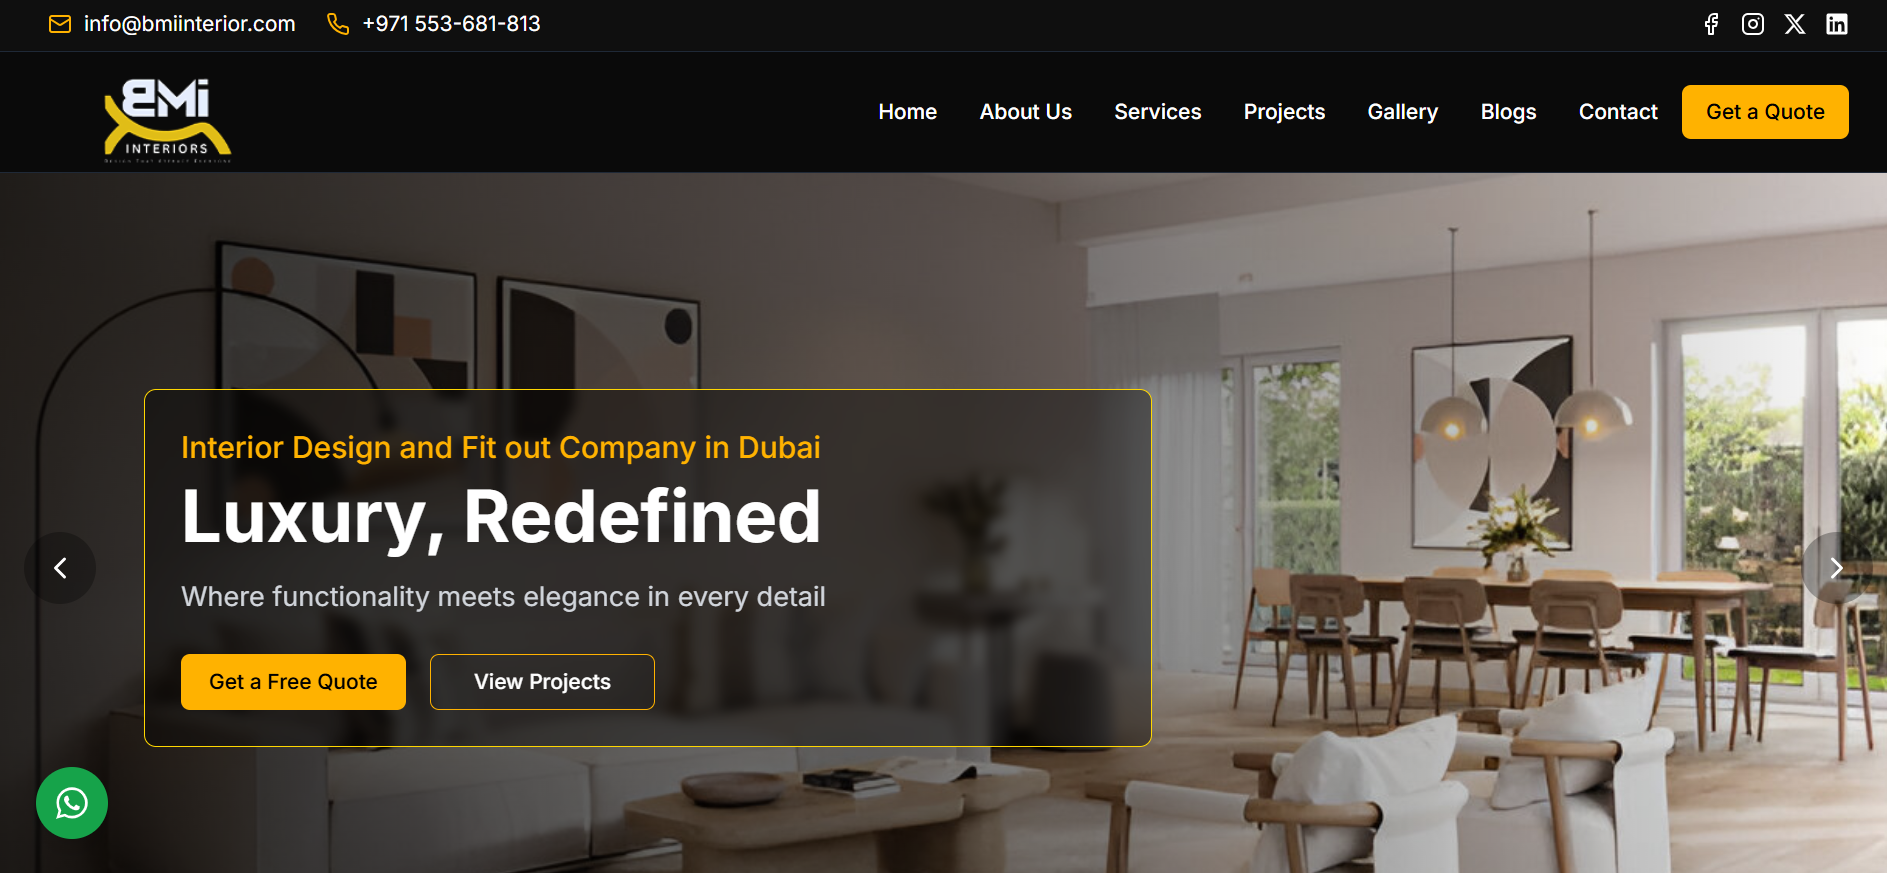 info@bmiinterior.com
+971 553-681-813
BMi
INTERIORS
Home
About Us
Services
Projects
Gallery
Blogs
Contact
Get a Quote
Interior Design and Fit out Company in Dubai
Luxury, Redefined
Where functionality meets elegance in every detail
Get a Free Quote
View Projects